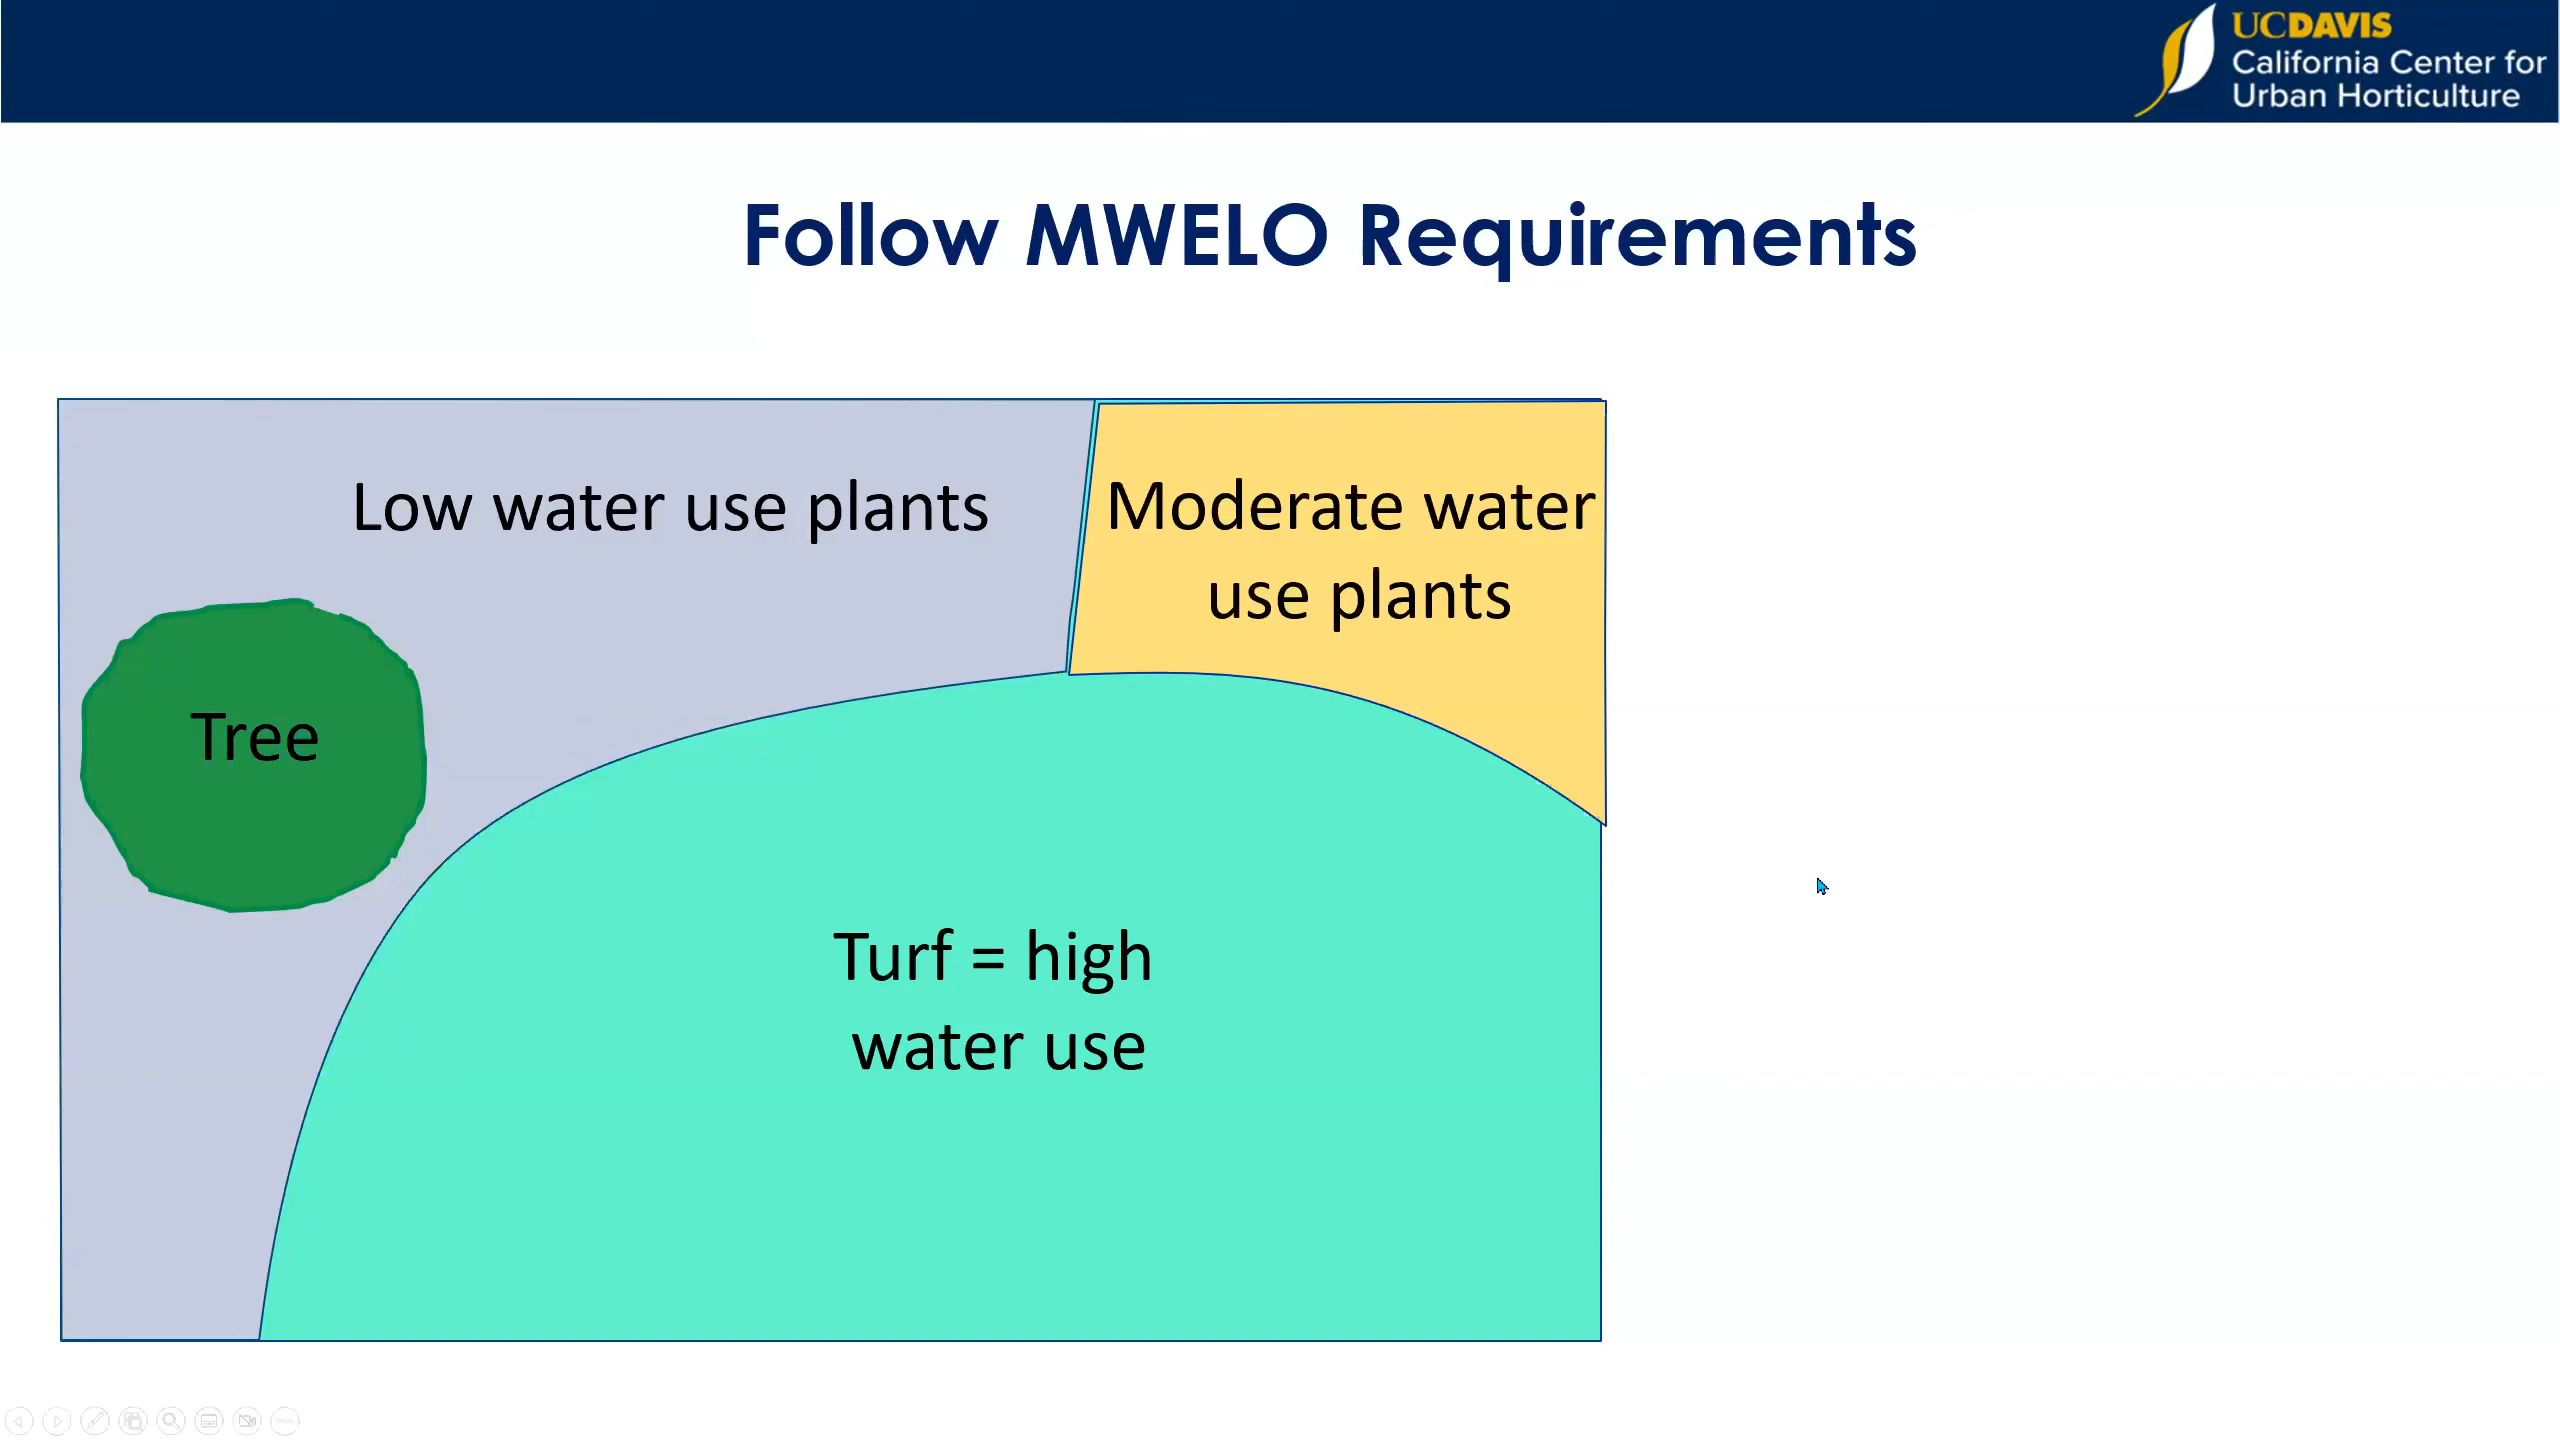 UCDAVIS
California Center for
Urban Horticulture
Follow MWELO Requirements
Low water use plants
Moderate water
use plants
Tree
Turf = high
water use